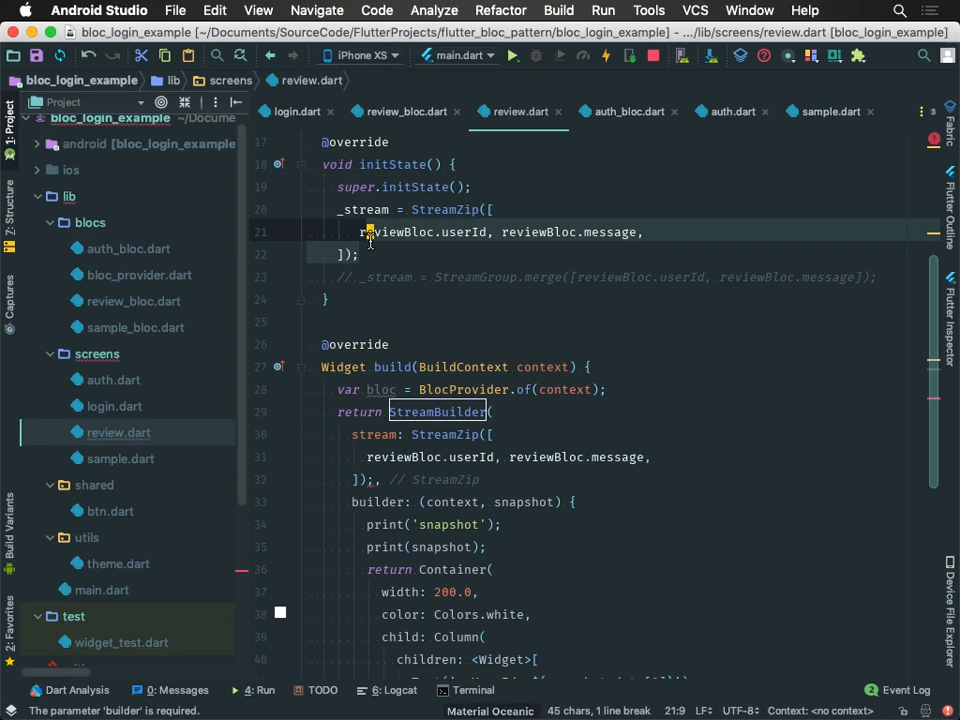 Android Studio File Edit View Navigate Code Analyze Refactor Build Run Tools VCS Window Help
bloc_login_example [~/Documents/SourceCode/FlutterProjects/flutter_bloc_pattern/bloc_login_example] - .../lib/screens/review.dart [bloc_login_example]
iPhone XS main.dart
bloc_login_example lib screens review.dart
Project
login.dart review_bloc.dart review.dart auth_bloc.dart auth.dart sample.dart 3
1: Project
7: Structure
Captures
Build Variants
2: Favorites
bloc_login_example ~/Docume
android [bloc_login_example
ios
lib
blocs
auth_bloc.dart
bloc_provider.dart
review_bloc.dart
sample_bloc.dart
screens
auth.dart
login.dart
review.dart
sample.dart
shared
btn.dart
utils
theme.dart
main.dart
test
widget_test.dart
17 @override
18 void initState() {
19 super.initState();
20 _stream = StreamZip([
21 reviewBloc.userId, reviewBloc.message,
22 ]);
23 // _stream = StreamGroup.merge([reviewBloc.userId, reviewBloc.message]);
24 }
25
26 @override
27 Widget build(BuildContext context) {
28 var bloc = BlocProvider.of(context);
29 return StreamBuilder(
30 stream: StreamZip([
31 reviewBloc.userId, reviewBloc.message,
32 ]);, // StreamZip
33 builder: (context, snapshot) {
34 print('snapshot');
35 print(snapshot);
36 return Container(
37 width: 200.0,
38 color: Colors.white,
39 child: Column(
40 children: <Widget>[
Fabric
Flutter Outline
Flutter Inspector
Device File Explorer
Dart Analysis 0: Messages 4: Run TODO 6: Logcat Terminal 2 Event Log
The parameter 'builder' is required. Material Oceanic 45 chars, 1 line break 21:9 LF UTF-8 Context: <no context>